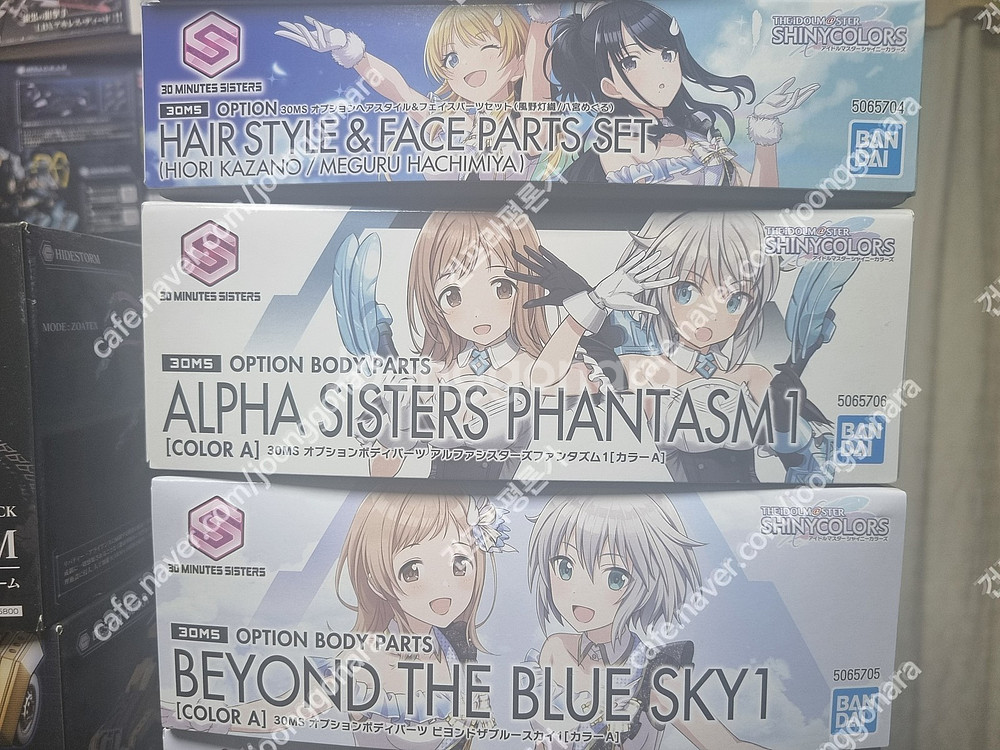 30 MINUTES SISTERS
THE IDOLM@STER
SHINYCOLORS
アイドルマスターシャイニーカラーズ
30MS OPTION 30MS オプションヘアスタイル&フェイスパーツセット(風野灯織/八宮めぐる)
HAIR STYLE & FACE PARTS SET
(HIORI KAZANO / MEGURU HACHIMIYA)
5065704
BAN
DAI
HIDESTORM
30 MINUTES SISTERS
THE IDOLM@STER
SHINYCOLORS
アイドルマスターシャイニーカラーズ
30MS OPTION BODY PARTS
ALPHA SISTERS PHANTASM 1
[COLOR A] 30MS オプションボディパーツ アルファシスターズファンタズム1[カラーA]
5065706
BAN
DAI
30 MINUTES SISTERS
THE IDOLM@STER
SHINYCOLORS
アイドルマスターシャイニーカラーズ
30MS OPTION BODY PARTS
BEYOND THE BLUE SKY 1
[COLOR A] 30MS オプションボディパーツ ビヨンドザブルースカイ1[カラーA]
5065705
BAN
DAI
cafe.naver.com/joonggonara
joonggonara